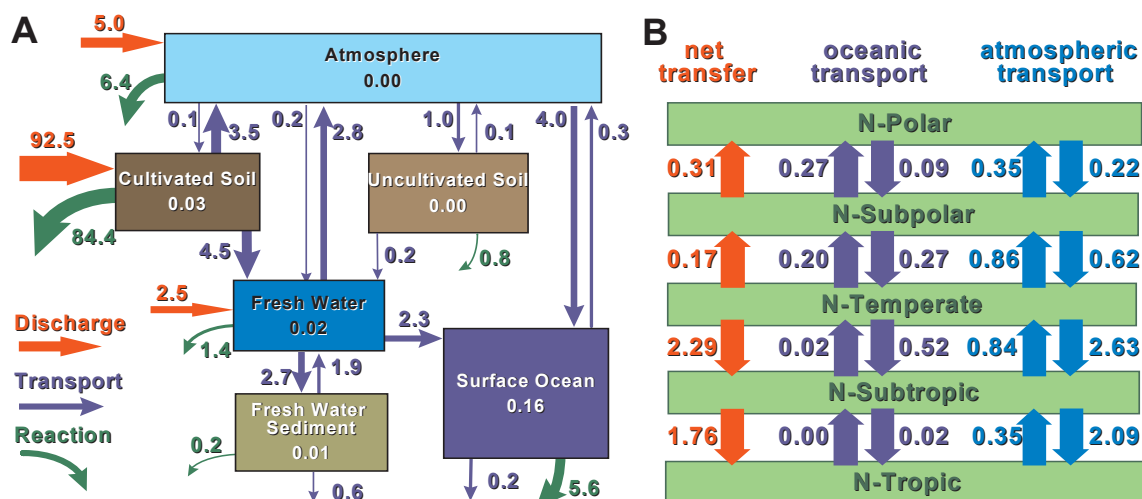 A
5.0
Atmosphere
0.00
6.4
0.1
3.5
0.2
2.8
1.0
0.1
4.0
0.3
92.5
Cultivated Soil
0.03
Uncultivated Soil
0.00
84.4
4.5
0.2
0.8
2.5
Fresh Water
0.02
1.4
2.3
2.7
1.9
Surface Ocean
0.16
Fresh Water
Sediment
0.01
0.2
0.6
0.2
5.6
Discharge
Transport
Reaction
B
net
transfer
oceanic
transport
atmospheric
transport
N-Polar
0.31
0.27
0.09
0.35
0.22
N-Subpolar
0.17
0.20
0.27
0.86
0.62
N-Temperate
2.29
0.02
0.52
0.84
2.63
N-Subtropic
1.76
0.00
0.02
0.35
2.09
N-Tropic